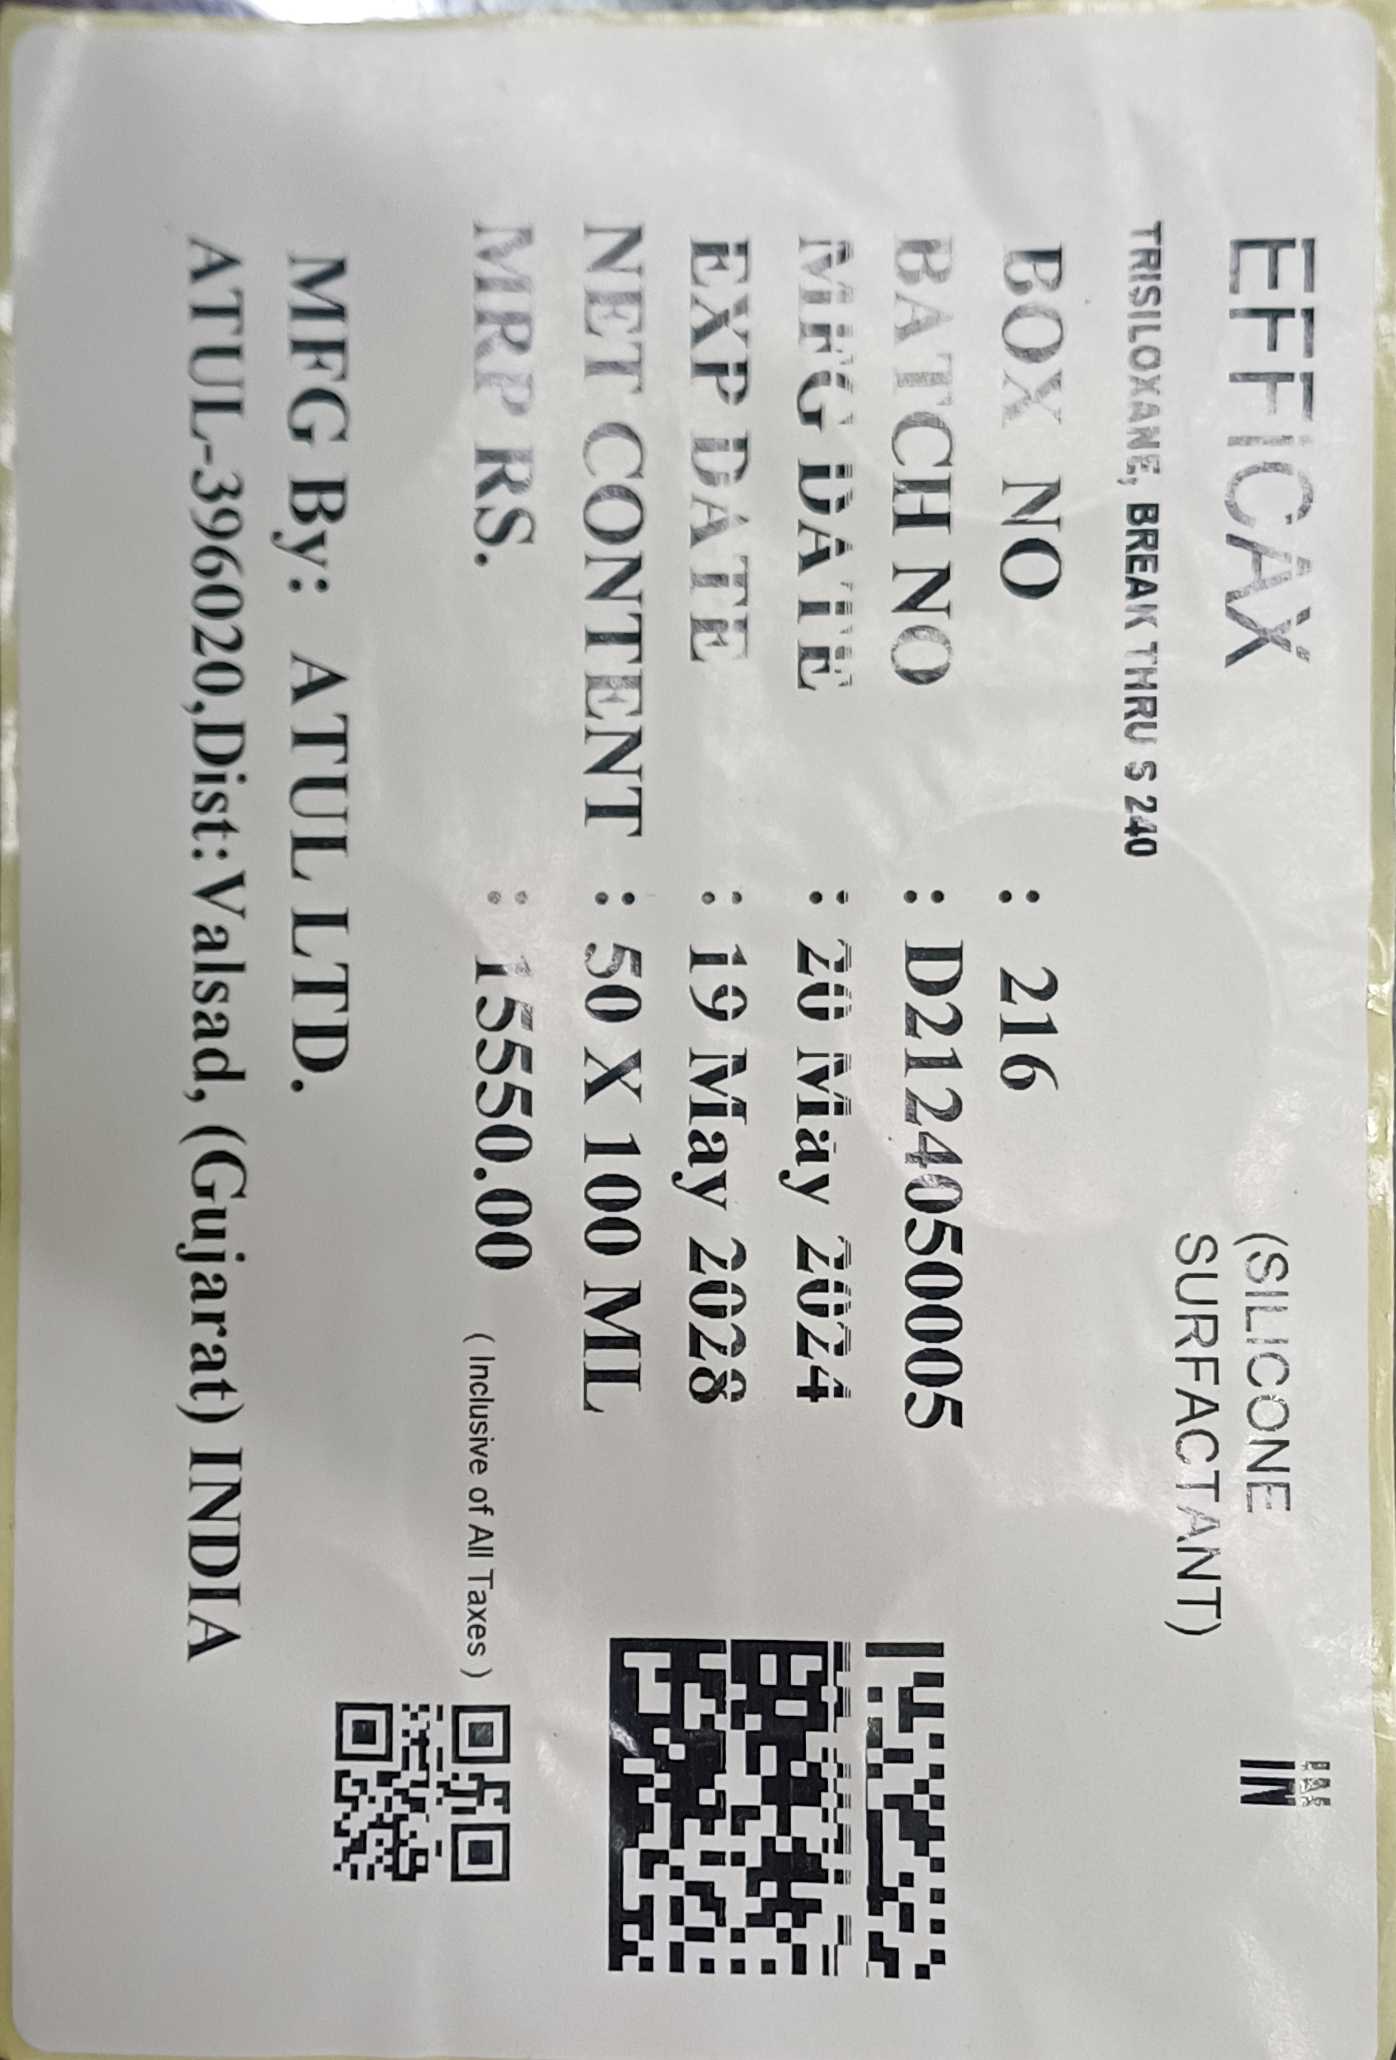 EFFICAX (SILICONE SURFACTANT) IN
TRISILOXANE, BREAK THRU S 240
BOX NO : 216
BATCH NO : D2124050005
MFG DATE : 20 May 2024
EXP DATE : 19 May 2028
NET CONTENT : 50 X 100 ML
MRP RS. : 15550.00 ( Inclusive of All Taxes )
MFG By: ATUL LTD.
ATUL-396020,Dist:Valsad, (Gujarat) INDIA